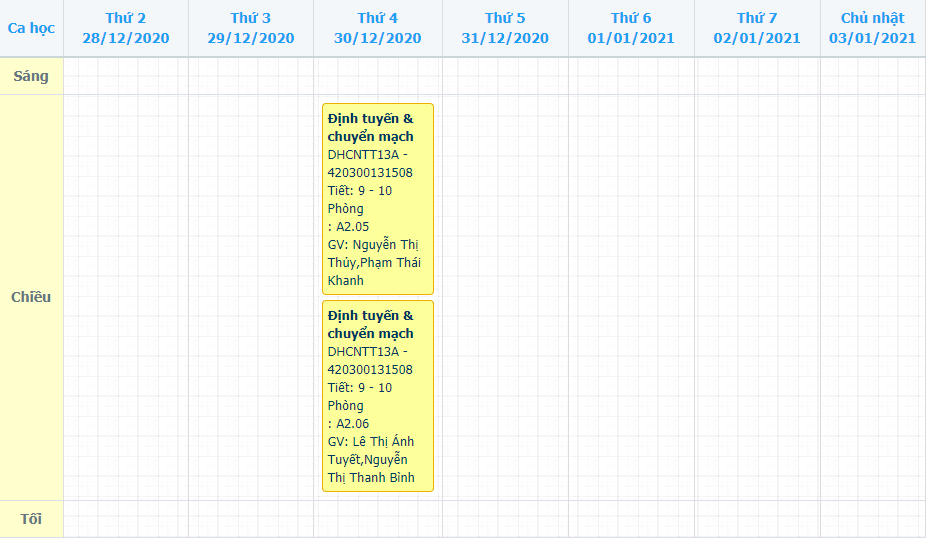 Ca học
Thứ 2
28/12/2020
Thứ 3
29/12/2020
Thứ 4
30/12/2020
Thứ 5
31/12/2020
Thứ 6
01/01/2021
Thứ 7
02/01/2021
Chủ nhật
03/01/2021
Sáng
Chiều
Định tuyến &
chuyển mạch
DHCNTT13A -
420300131508
Tiết: 9 - 10
Phòng
: A2.05
GV: Nguyễn Thị
Thủy,Phạm Thái
Khanh
Định tuyến &
chuyển mạch
DHCNTT13A -
420300131508
Tiết: 9 - 10
Phòng
: A2.06
GV: Lê Thị Ánh
Tuyết,Nguyễn
Thị Thanh Bình
Tối